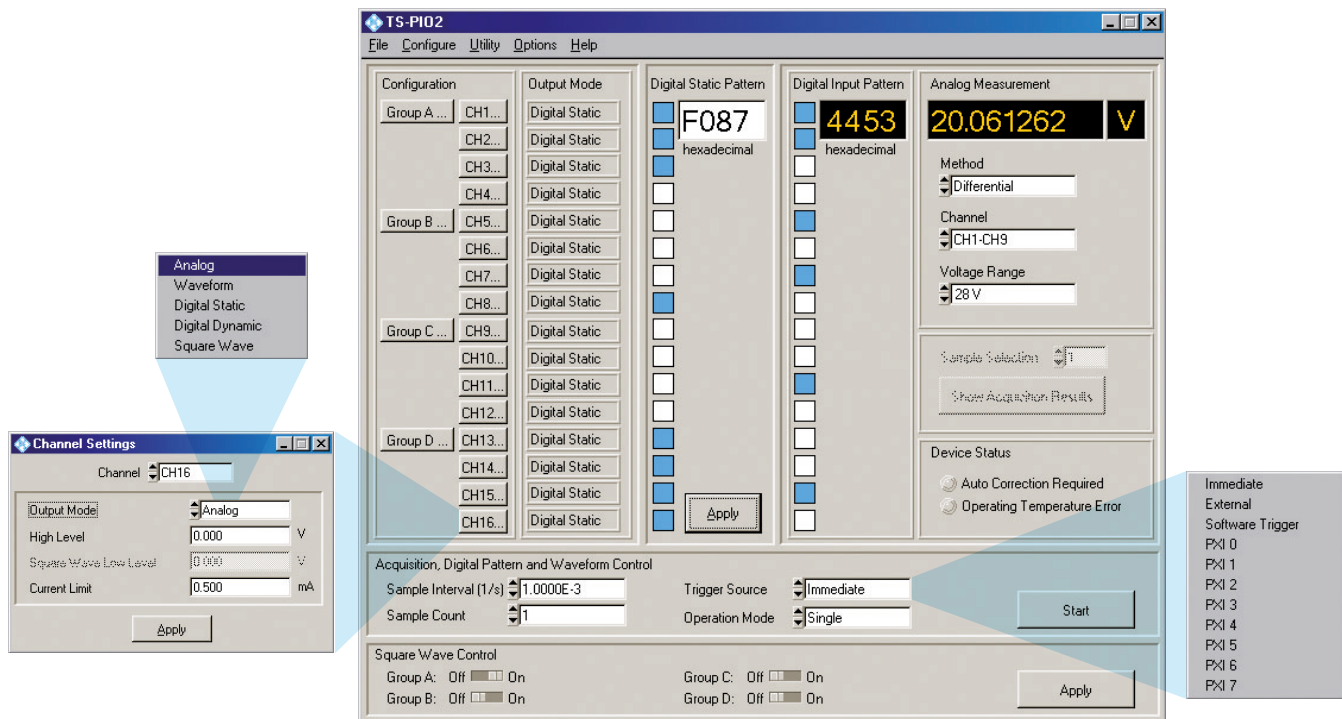 TS-PIO2
File Configure Utility Options Help
Configuration
Output Mode
Digital Static Pattern
Digital Input Pattern
Analog Measurement
Group A ... CH1... Digital Static
CH2... Digital Static
CH3... Digital Static
CH4... Digital Static
Group B ... CH5... Digital Static
CH6... Digital Static
CH7... Digital Static
CH8... Digital Static
Group C ... CH9... Digital Static
CH10... Digital Static
CH11... Digital Static
CH12... Digital Static
Group D ... CH13... Digital Static
CH14... Digital Static
CH15... Digital Static
CH16... Digital Static
F087
hexadecimal
Apply
4453
hexadecimal
20.061262 V
Method
Differential
Channel
CH1-CH9
Voltage Range
28 V
Sample Selection 1
Show Acquisition Results
Device Status
Auto Correction Required
Operating Temperature Error
Acquisition, Digital Pattern and Waveform Control
Sample Interval (1/s) 1.0000E-3
Trigger Source Immediate
Sample Count 1
Operation Mode Single
Start
Square Wave Control
Group A: Off On
Group C: Off On
Group B: Off On
Group D: Off On
Apply
Analog
Waveform
Digital Static
Digital Dynamic
Square Wave
Channel Settings
Channel CH16
Output Mode Analog
High Level 0.000 V
Square Wave Low Level 0.000 V
Current Limit 0.500 mA
Apply
Immediate
External
Software Trigger
PXI 0
PXI 1
PXI 2
PXI 3
PXI 4
PXI 5
PXI 6
PXI 7